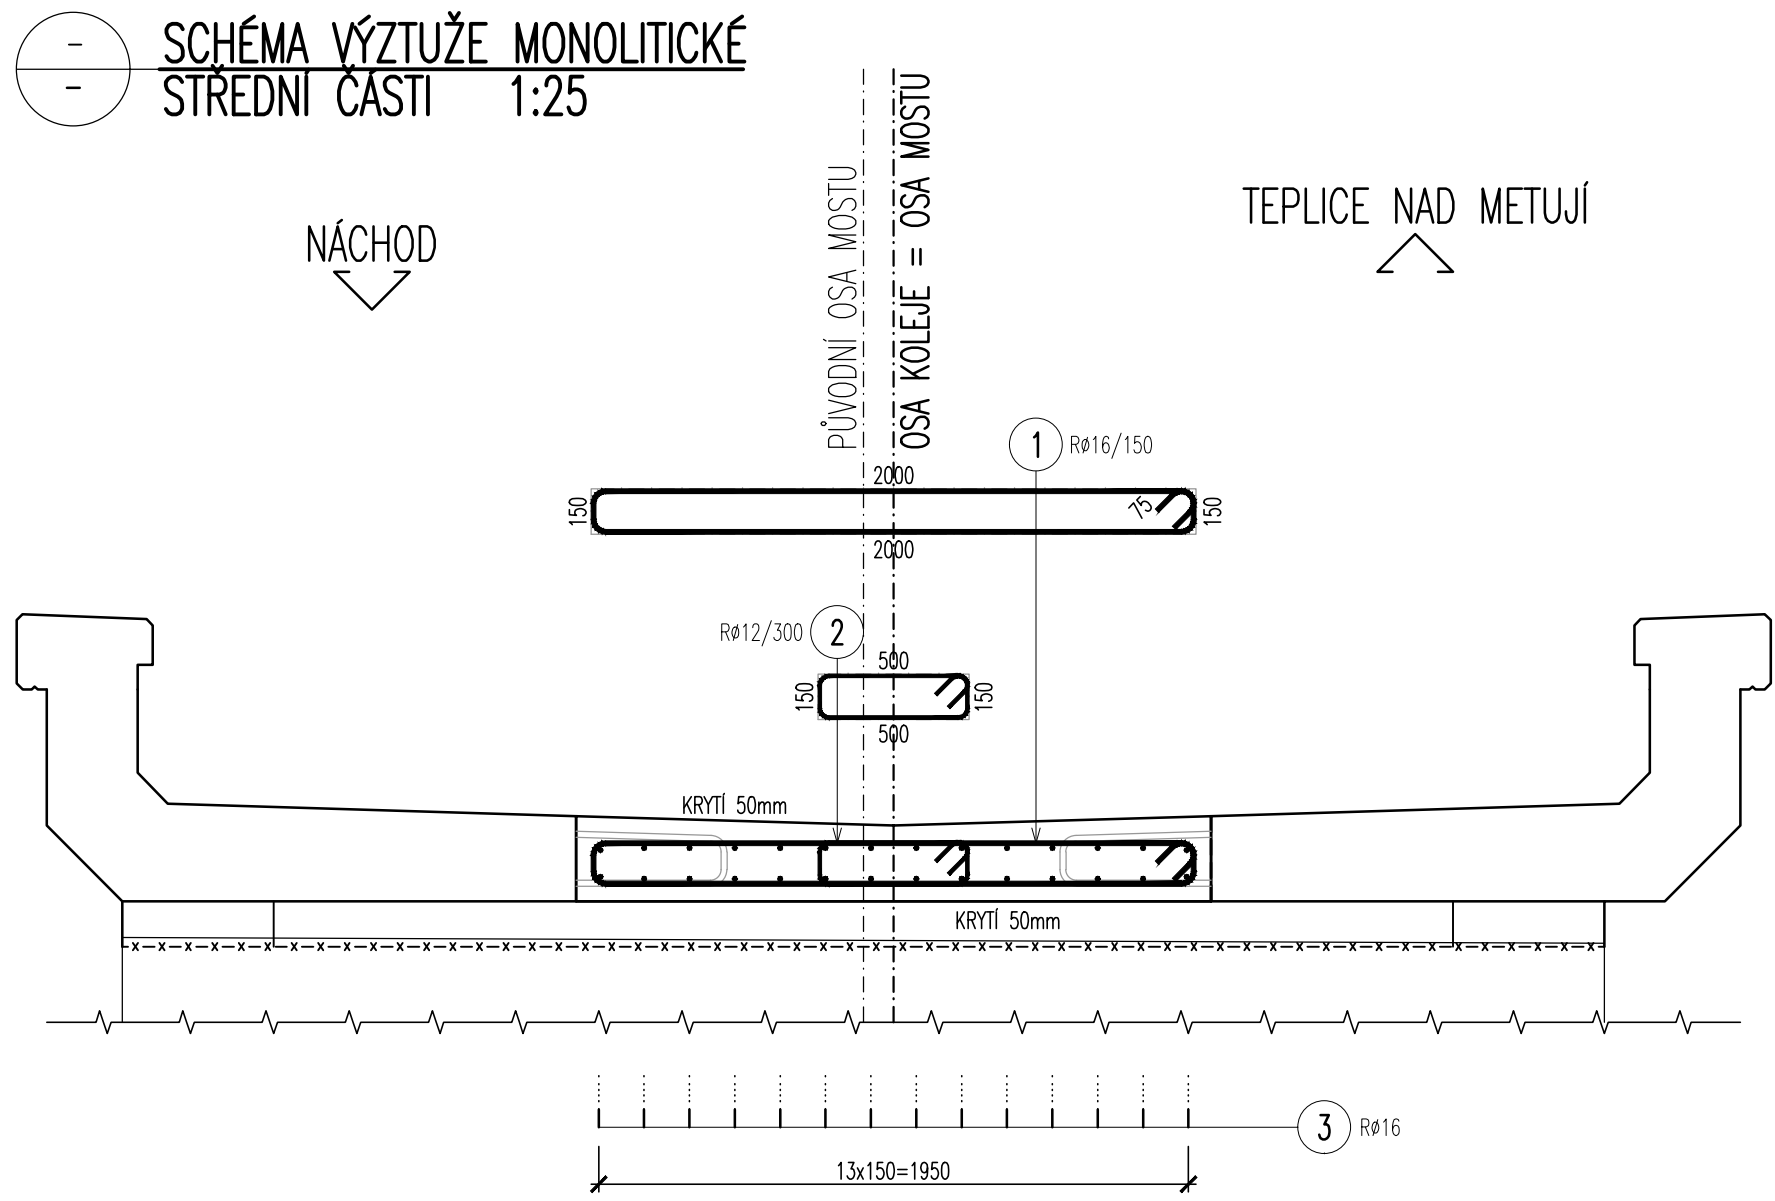 -
-
SCHÉMA VÝZTUŽE MONOLITICKÉ
STŘEDNÍ ČÁSTI 1:25
PŮVODNÍ OSA MOSTU
OSA KOLEJE = OSA MOSTU
NÁCHOD
TEPLICE NAD METUJÍ
1
RØ16/150
2000
150
75
150
2000
RØ12/300
2
500
150
150
500
KRYTÍ 50mm
KRYTÍ 50mm
3
RØ16
13x150=1950